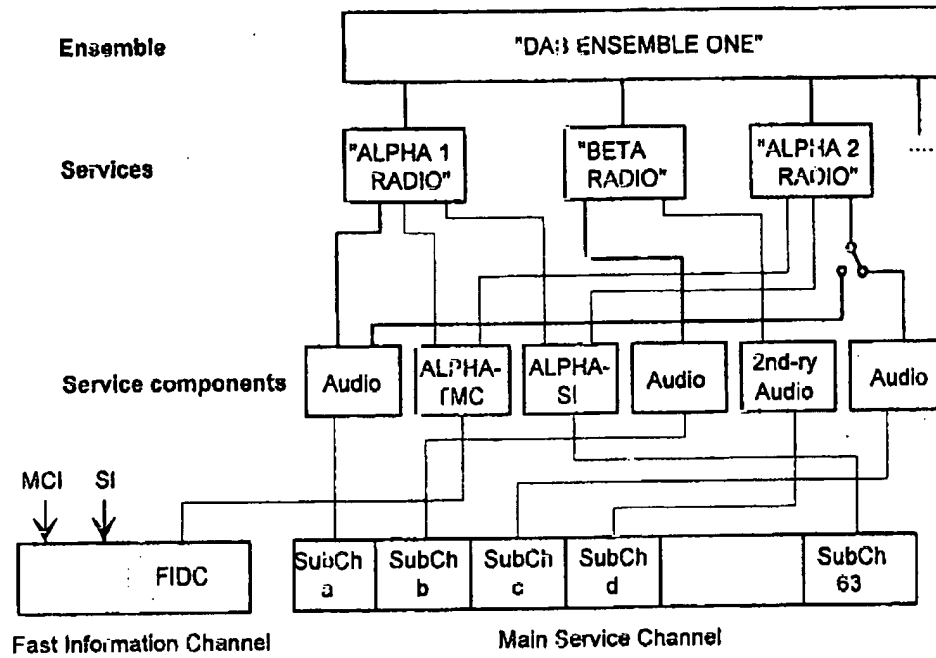 Ensemble
"DAB ENSEMBLE ONE"
Services
"ALPHA 1
RADIO"
"BETA
RADIO"
"ALPHA 2
RADIO"
.....
Service components
Audio
ALPHA-
TMC
ALPHA-
SI
Audio
2nd-ry
Audio
Audio
MCI
SI
FIDC
SubCh
a
SubCh
b
SubCh
c
SubCh
d
SubCh
63
Fast Information Channel
Main Service Channel